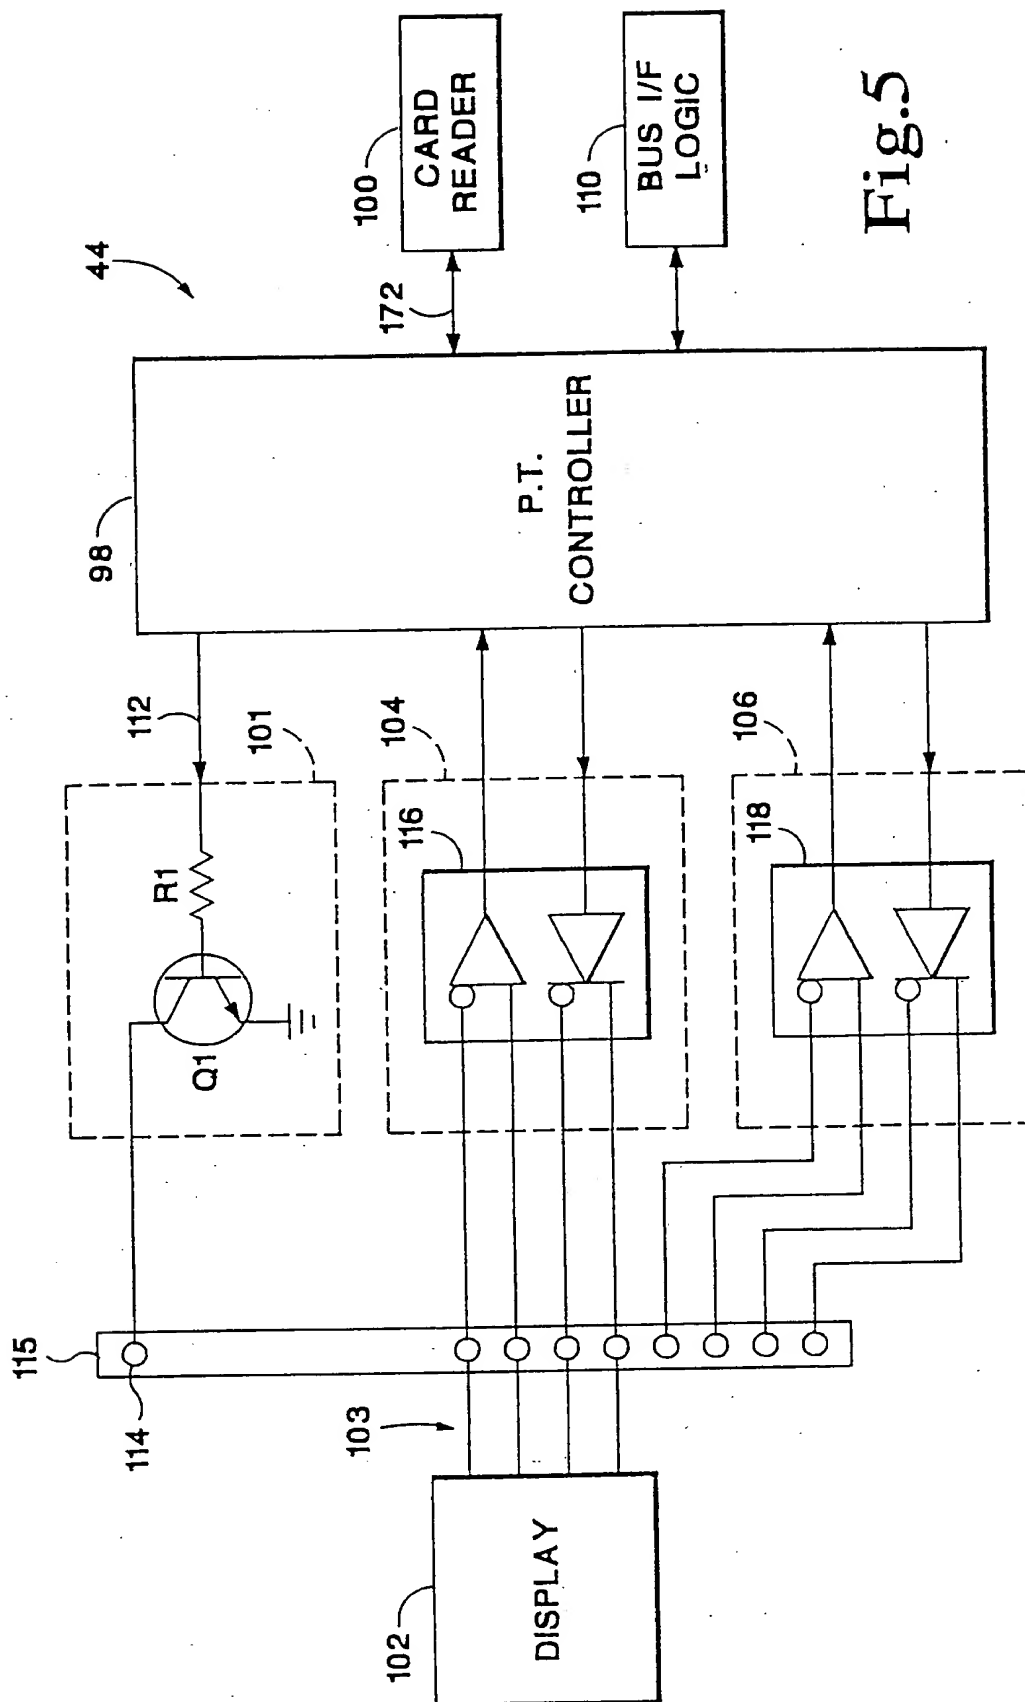 44
100
CARD
READER
172
110
BUS I/F
LOGIC
98
P.T.
CONTROLLER
112
101
R1
Q1
104
116
106
118
115
114
103
102
DISPLAY
Fig.5